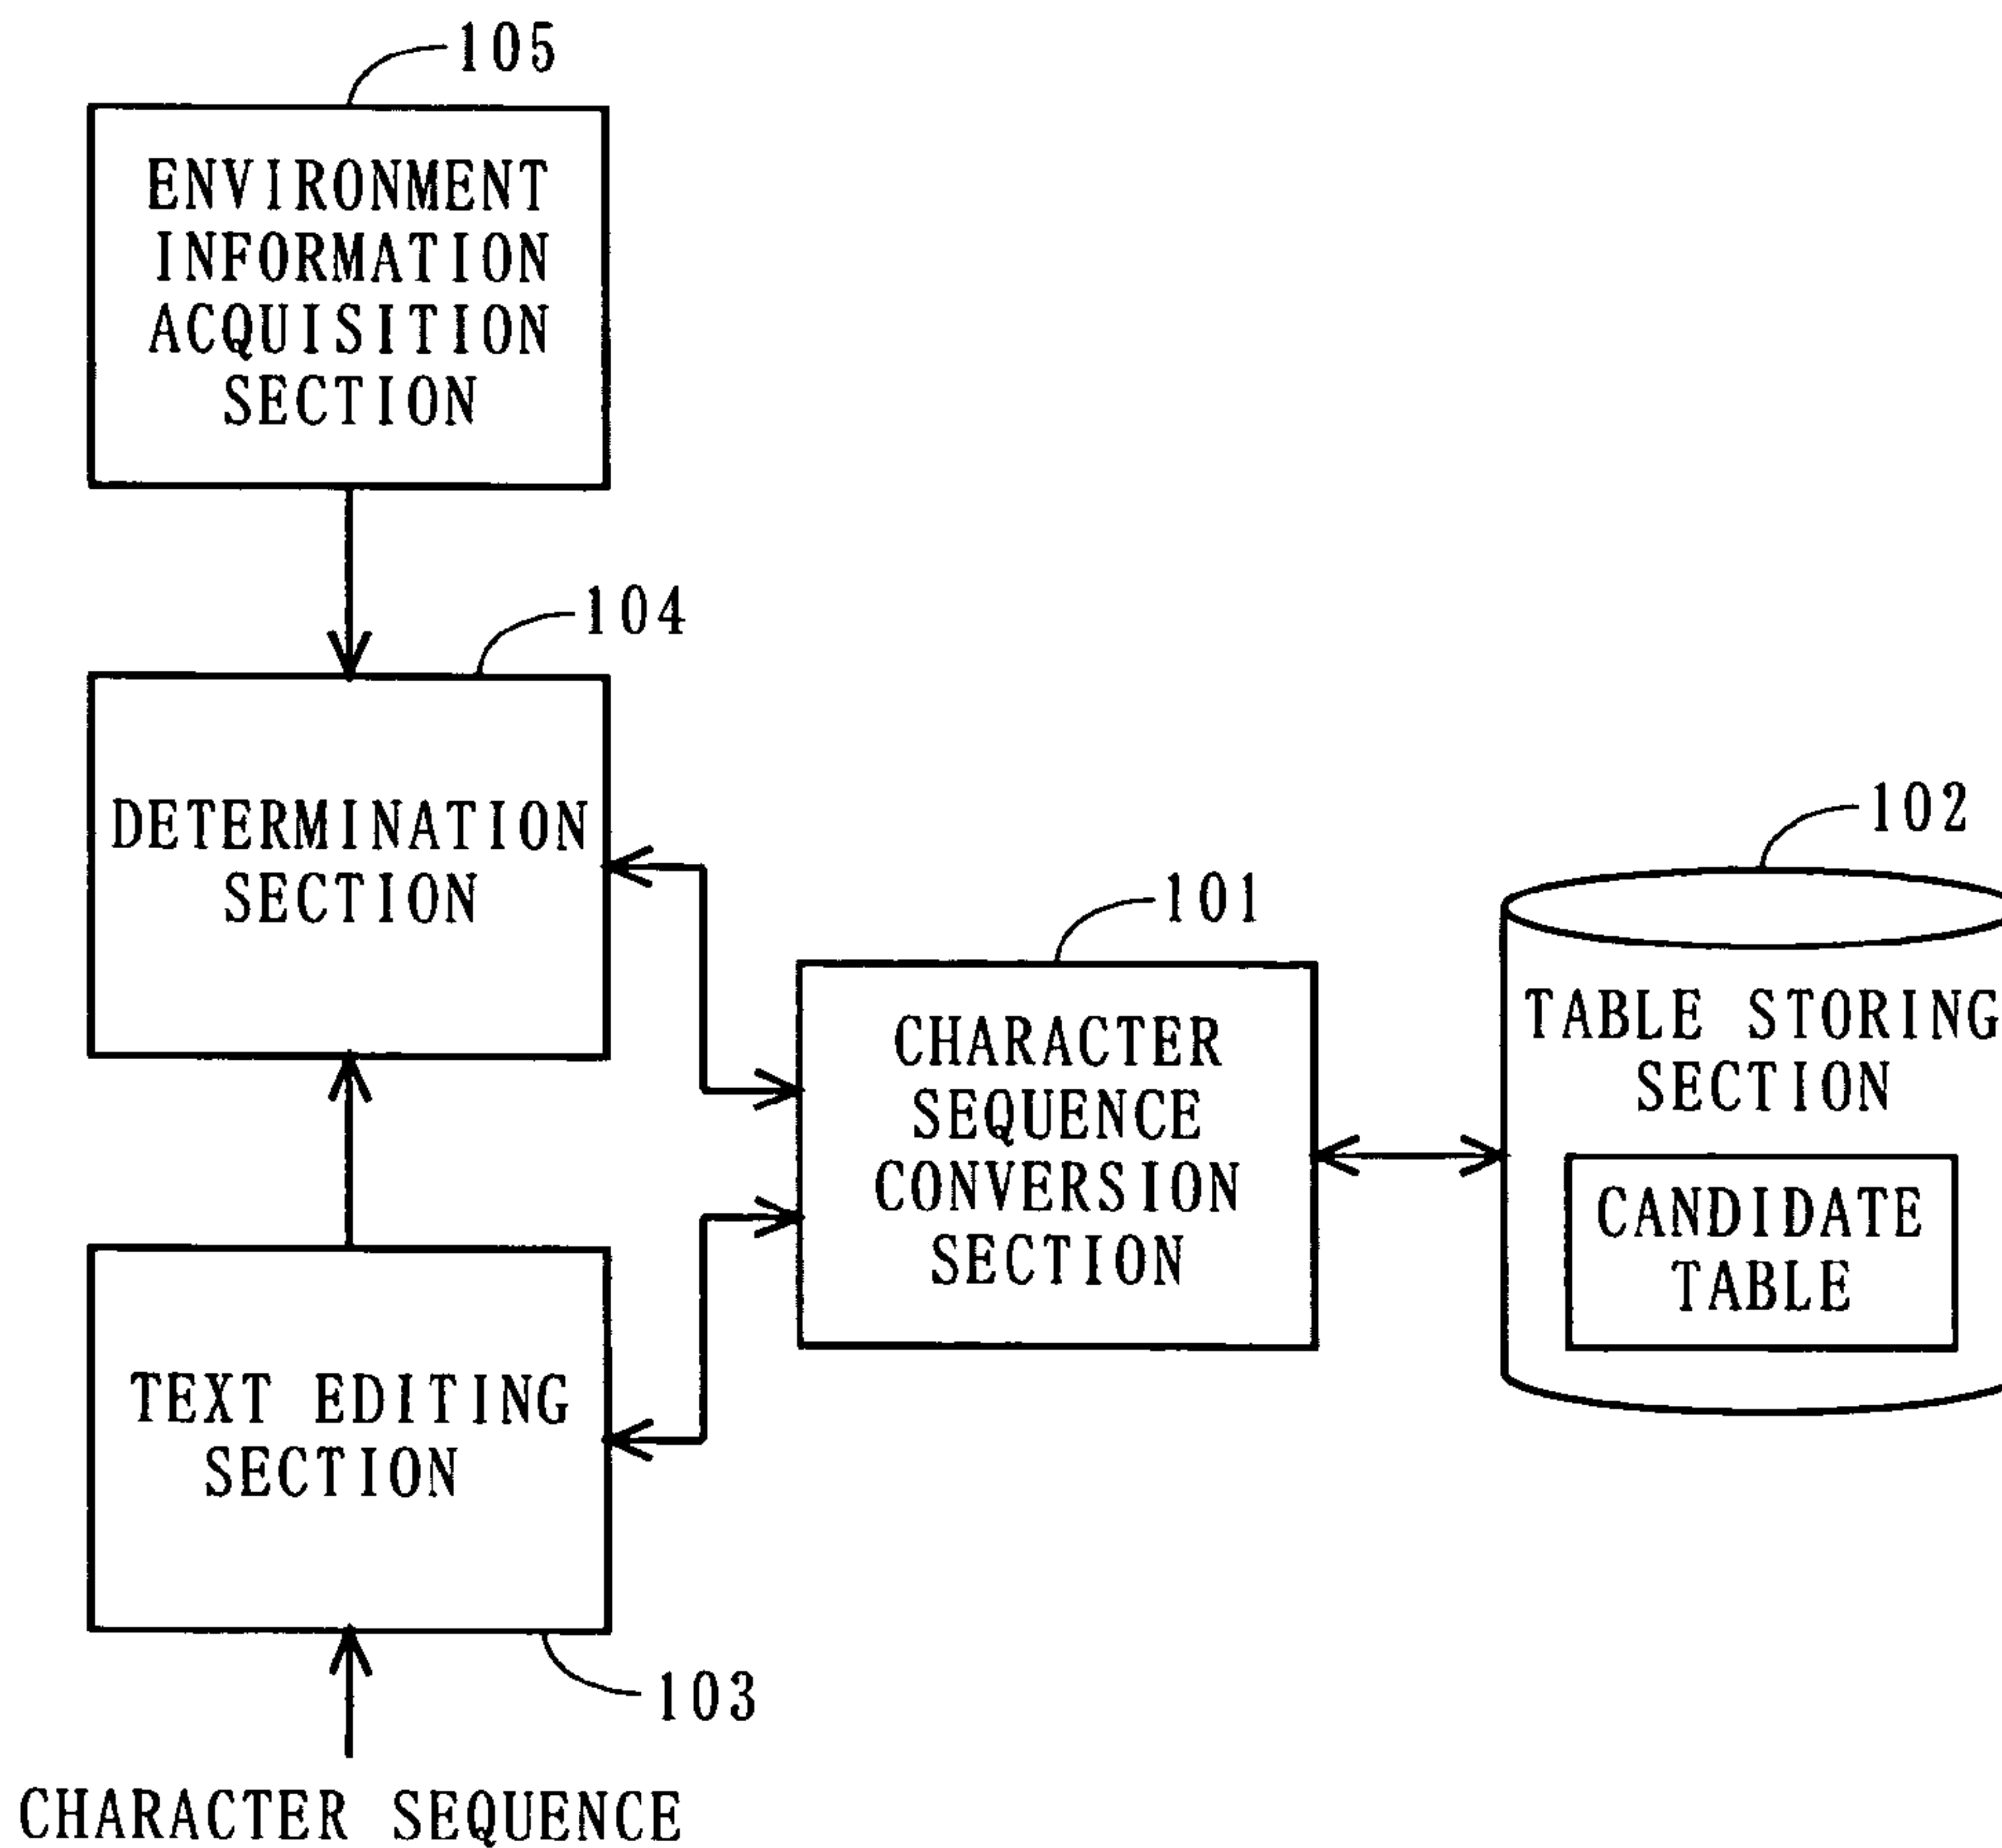 105
ENVIRONMENT
INFORMATION
ACQUISITION
SECTION
104
DETERMINATION
SECTION
102
101
TABLE STORING
SECTION
CHARACTER
SEQUENCE
CONVERSION
SECTION
CANDIDATE
TABLE
TEXT EDITING
SECTION
103
CHARACTER SEQUENCE